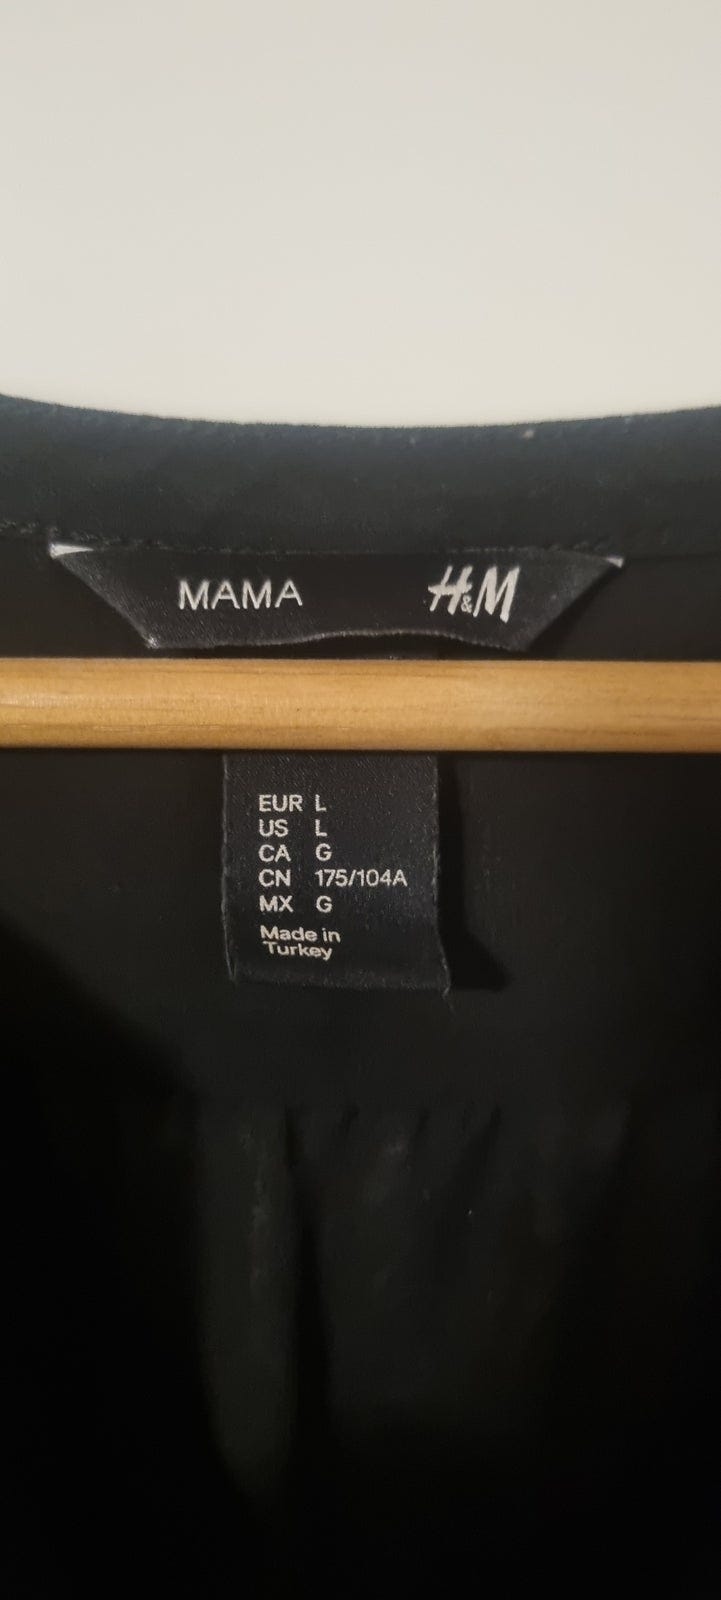 MAMA H&M
EUR L
US L
CA G
CN 175/104A
MX G
Made in
Turkey